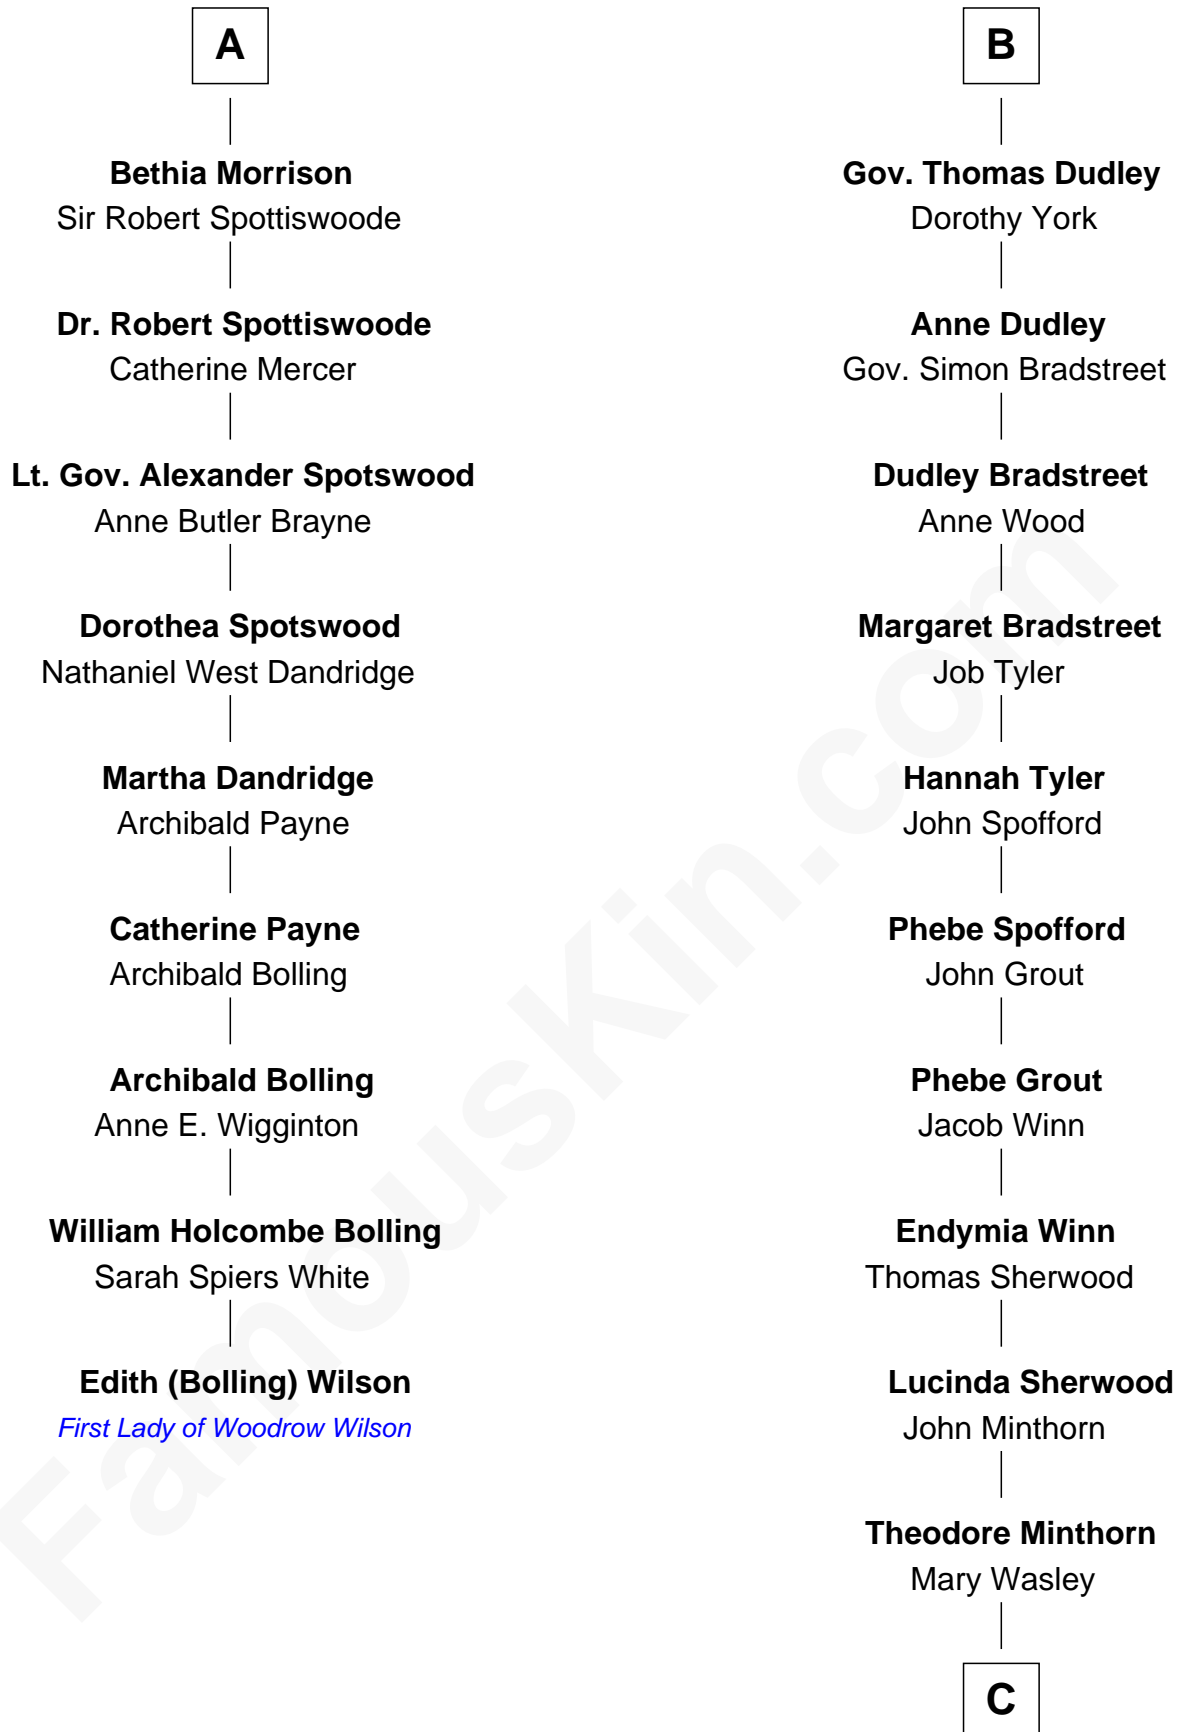 A
Bethia Morrison
Sir Robert Spottiswoode
Dr. Robert Spottiswoode
Catherine Mercer
Lt. Gov. Alexander Spotswood
Anne Butler Brayne
Dorothea Spotswood
Nathaniel West Dandridge
Martha Dandridge
Archibald Payne
Catherine Payne
Archibald Bolling
Archibald Bolling
Anne E. Wigginton
William Holcombe Bolling
Sarah Spiers White
Edith (Bolling) Wilson
First Lady of Woodrow Wilson
B
Gov. Thomas Dudley
Dorothy York
Anne Dudley
Gov. Simon Bradstreet
Dudley Bradstreet
Anne Wood
Margaret Bradstreet
Job Tyler
Hannah Tyler
John Spofford
Phebe Spofford
John Grout
Phebe Grout
Jacob Winn
Endymia Winn
Thomas Sherwood
Lucinda Sherwood
John Minthorn
Theodore Minthorn
Mary Wasley
C
FamousKin.com